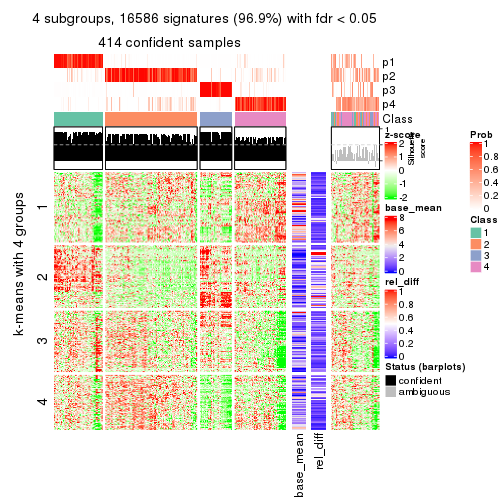 4 subgroups, 16586 signatures (96.9%) with fdr < 0.05
414 confident samples
p1
p2
p3
p4
Class
1
Silhouette
score
z-score
2
1
0
-1
-2
base_mean
8
6
4
2
0
rel_diff
1
0.8
0.6
0.4
0.2
0
Status (barplots)
confident
ambiguous
Prob
1
0.8
0.6
0.4
0.2
0
Class
1
2
3
4
k-means with 4 groups
1
2
3
4
base_mean
rel_diff